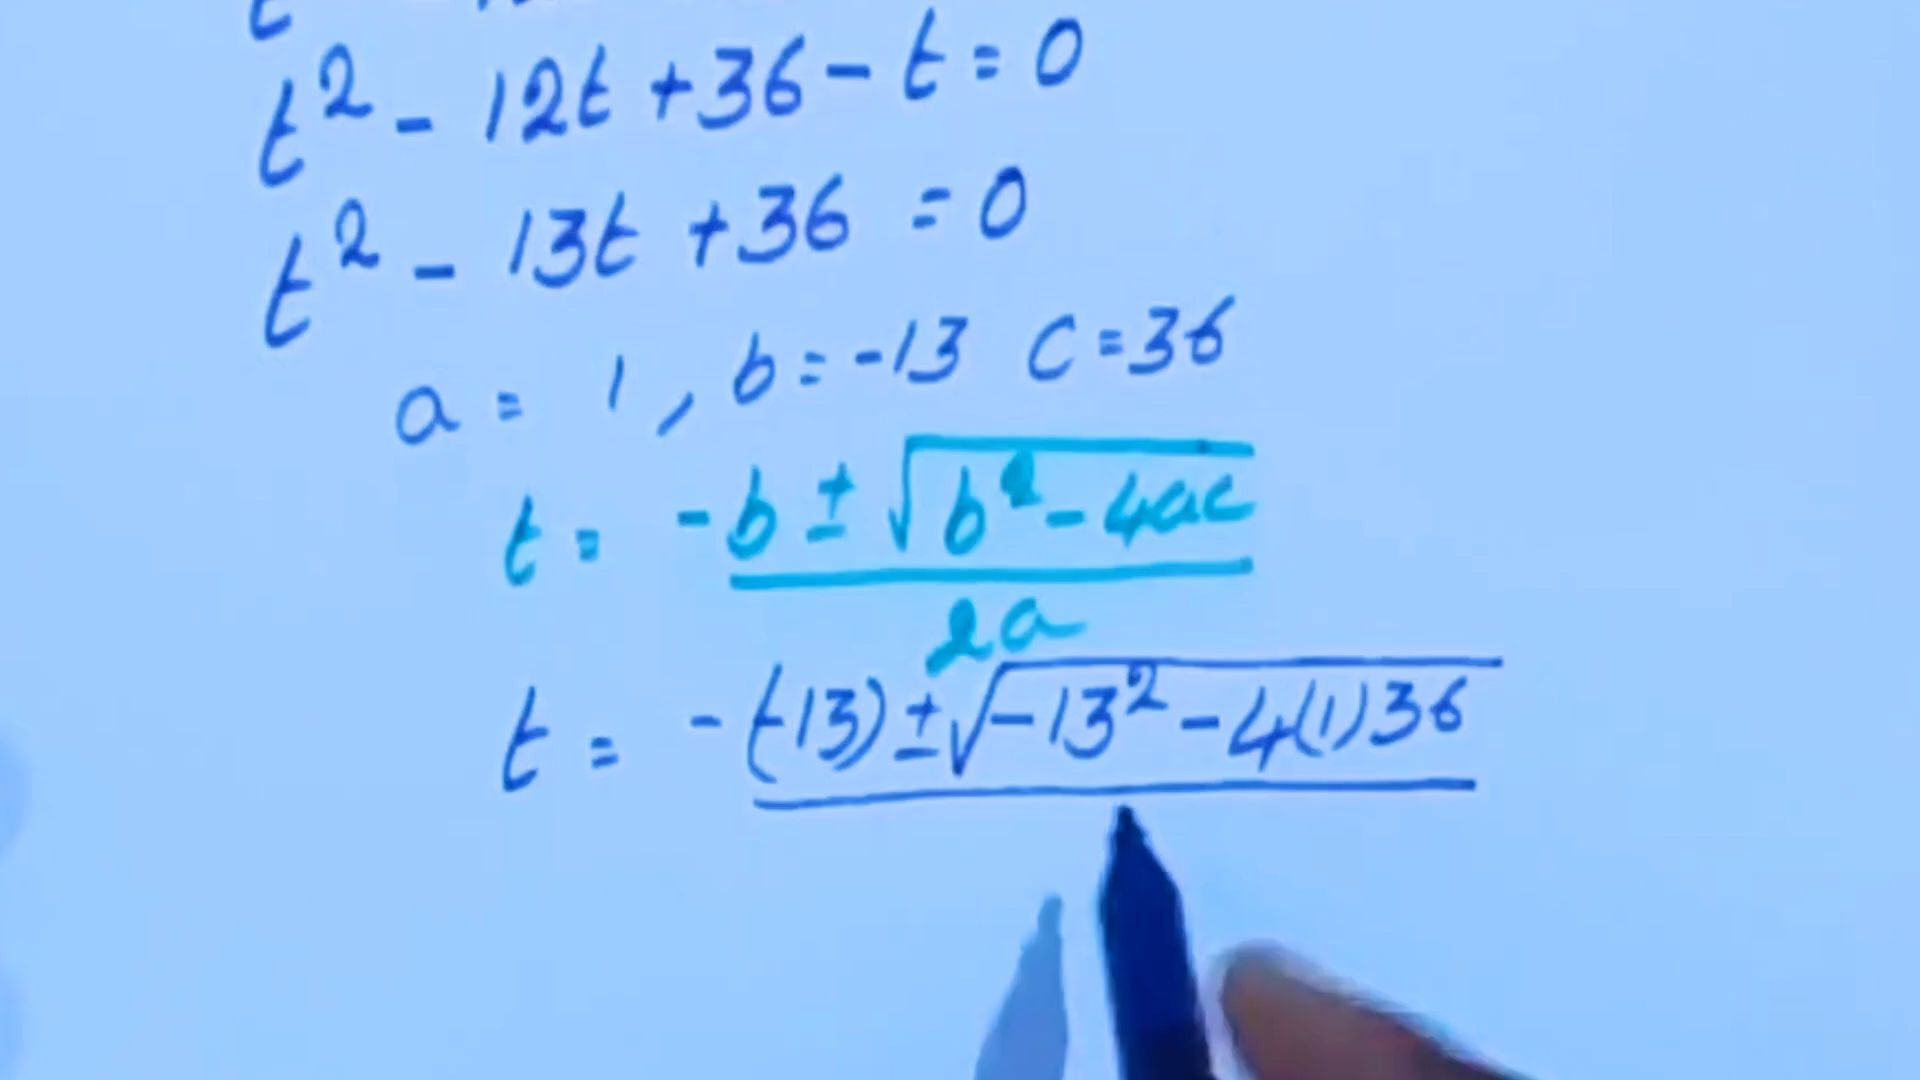 t² - 12t + 36 - t = 0
t² - 13t + 36 = 0
a = 1, b = -13 c = 36
t = -b ± √b² - 4ac
2a
t = -(-13) ± √-13² - 4(1)36